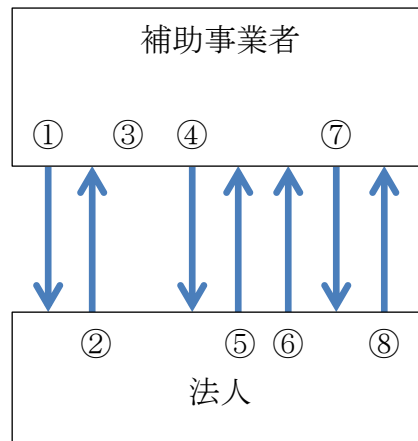 補助事業者
① ③ ④ ⑦
② ⑤ ⑥ ⑧
法人